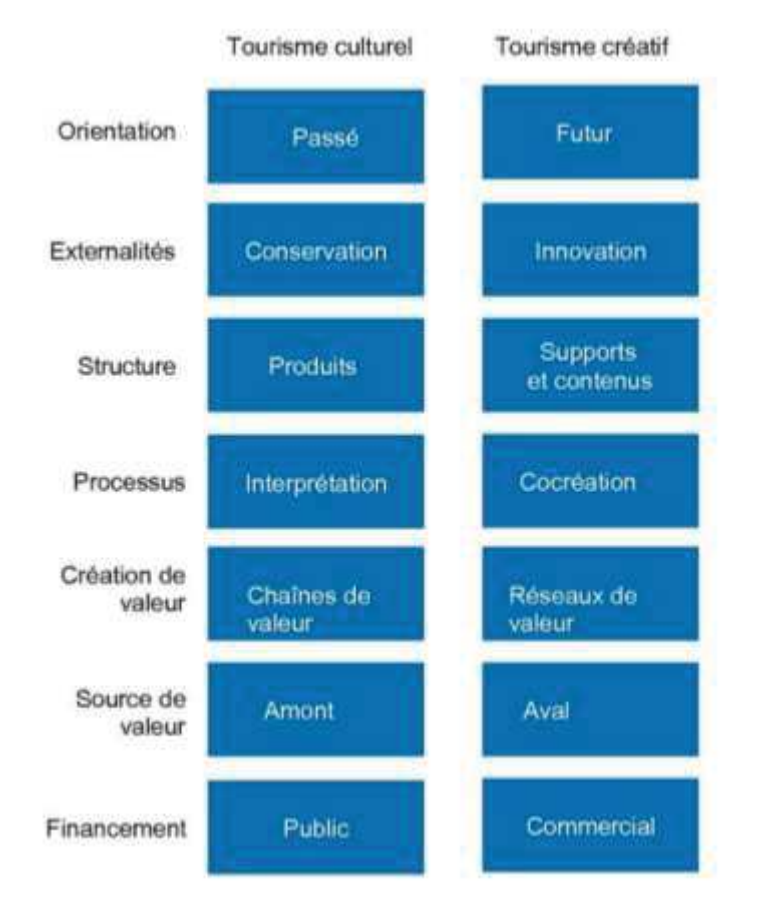 Tourisme culturel Tourisme créatif
Orientation Passé Futur
Externalités Conservation Innovation
Structure Produits Supports
et contenus
Processus Interprétation Cocréation
Création de
valeur Chaînes de
valeur Réseaux de
valeur
Source de
valeur Amont Aval
Financement Public Commercial